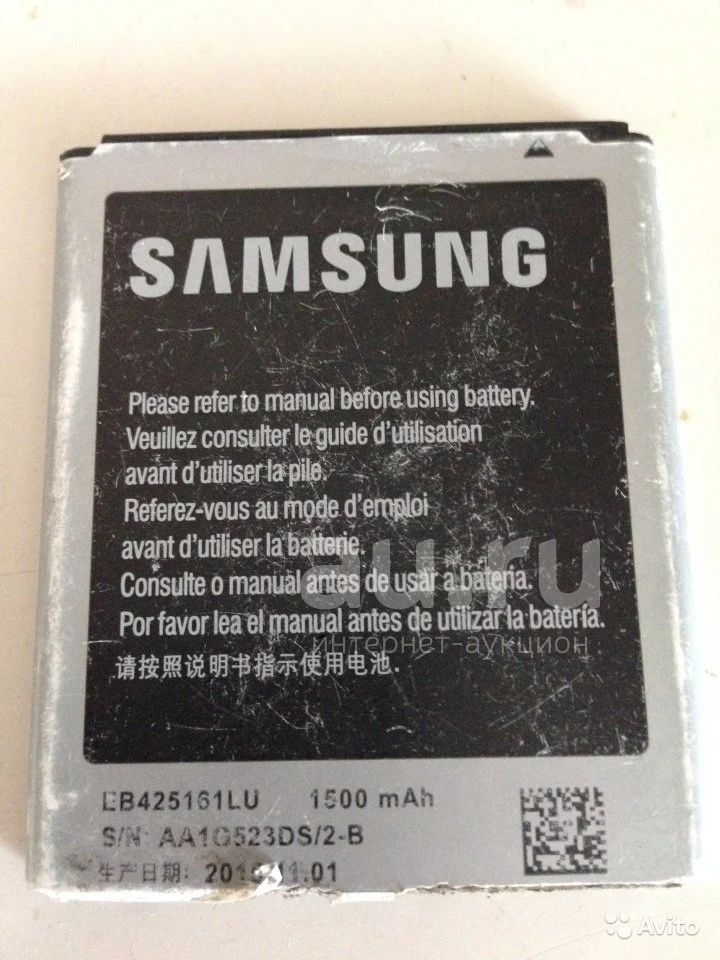 SAMSUNG
Please refer to manual before using battery.
Veuillez consulter le guide d'utilisation
avant d'utiliser la pile.
Referez-vous au mode d'emploi
avant d'utiliser la batterie.
Consulte o manual antes de usar a bateria.
Por favor lea el manual antes de utilizar la batería.
请按照说明书指示使用电池.
au.ru
интернет-аукцион
EB425161LU 1500 mAh
S/N: AA1G523DS/2-B
生产日期:
Avito